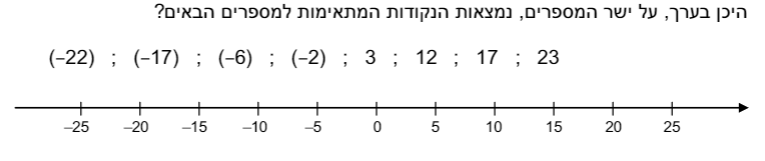 היכן בערך, על ישר המספרים, נמצאות הנקודות המתאימות למספרים הבאים?
(–22) ; (–17) ; (–6) ; (–2) ; 3 ; 12 ; 17 ; 23
–25 –20 –15 –10 –5 0 5 10 15 20 25